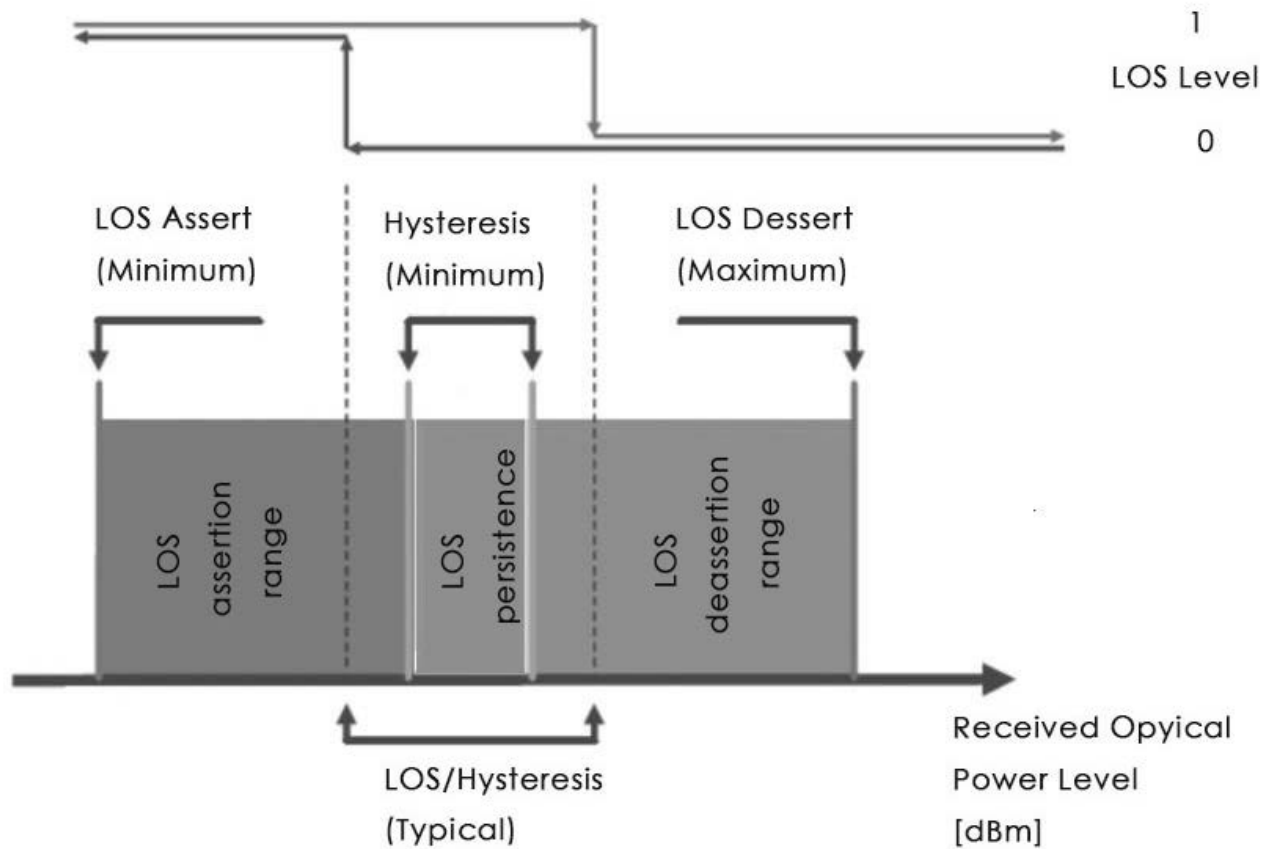 1
LOS Level
0
LOS Assert
(Minimum)
Hysteresis
(Minimum)
LOS Dessert
(Maximum)
LOS
assertion
range
LOS
persistence
LOS
deassertion
range
LOS/Hysteresis
(Typical)
Received Opyical
Power Level
[dBm]